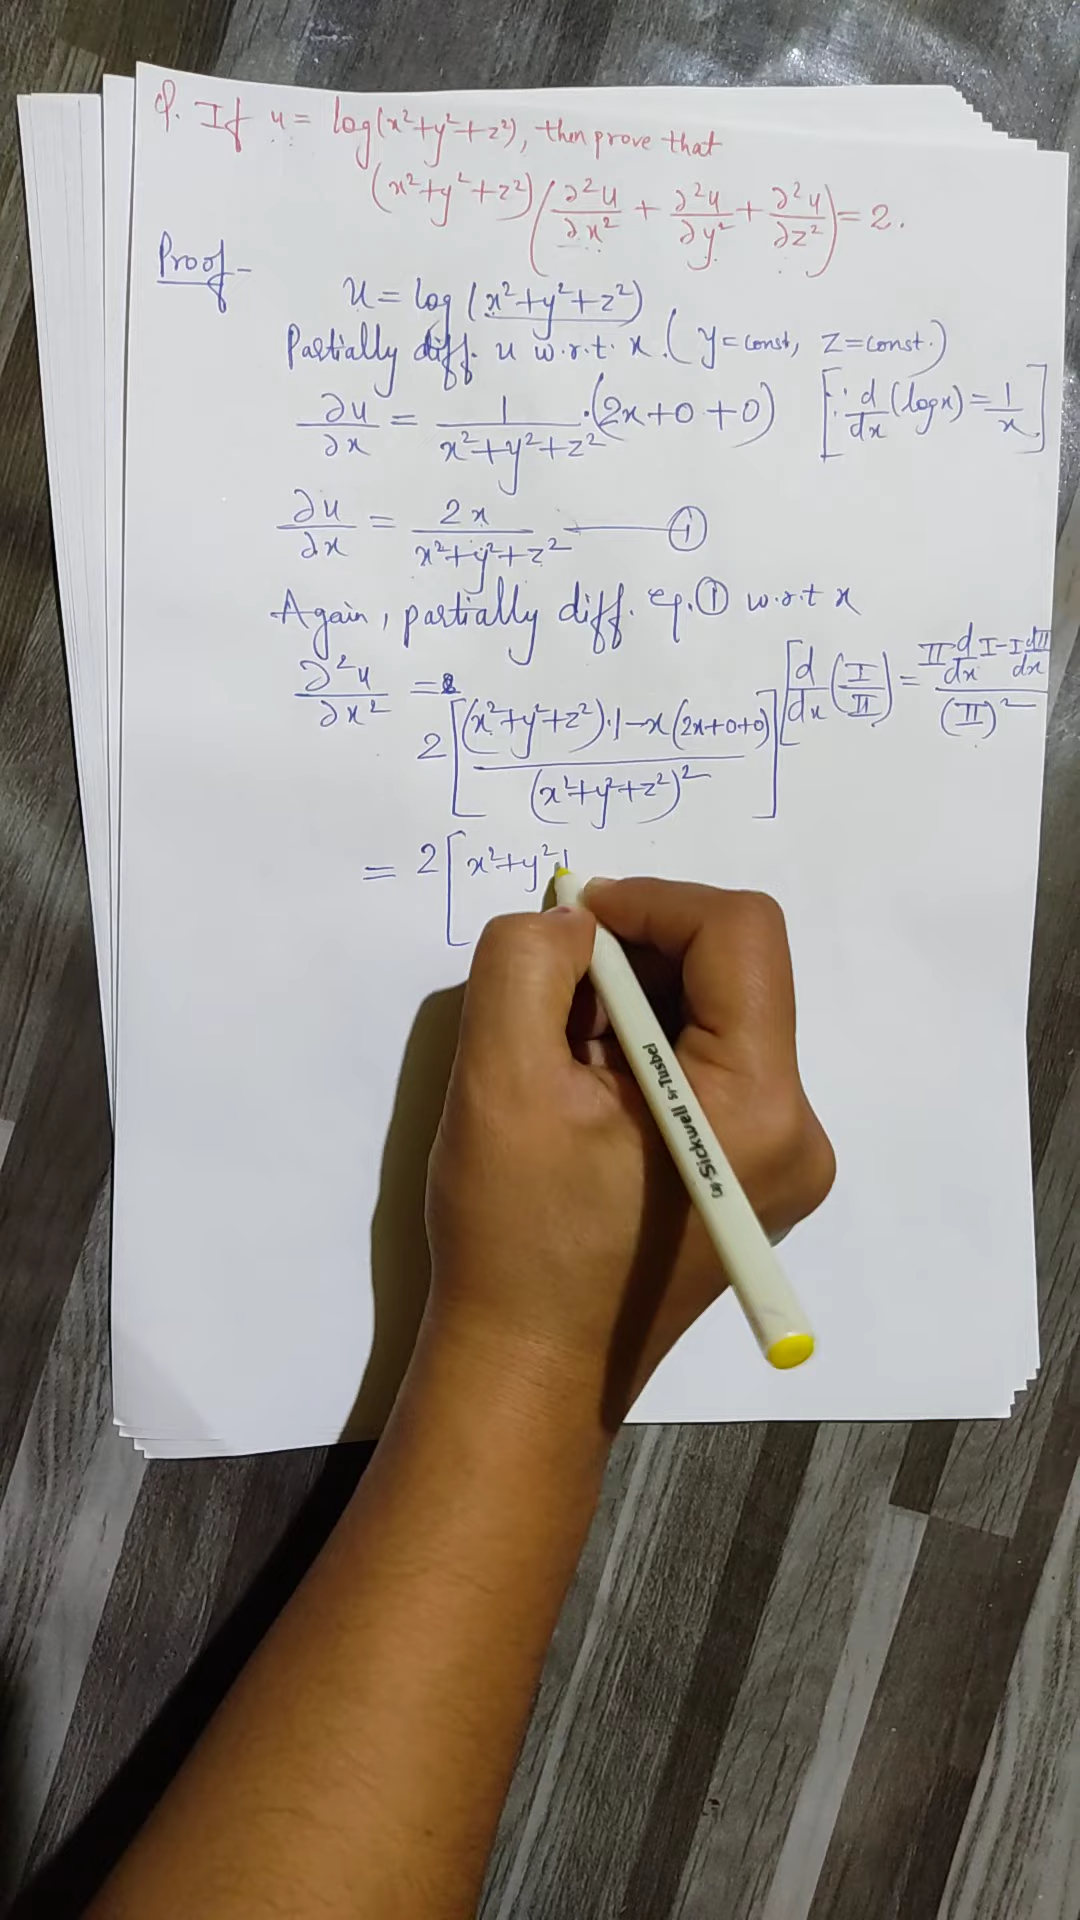 Q. If u = log(x²+y²+z²), then prove that
(x²+y²+z²)(∂²u/∂x² + ∂²u/∂y² + ∂²u/∂z²) = 2.
Proof-
u = log(x²+y²+z²)
Partially diff. u w.r.t. x. (y=const, z=const.)
∂u/∂x = 1/(x²+y²+z²) · (2x+0+0) [∵ d/dx (log x) = 1/x]
∂u/∂x = 2x/(x²+y²+z²) — ①
Again, partially diff. eq. ① w.r.t x
∂²u/∂x² = 2[((x²+y²+z²)·1−x(2x+0+0))/(x²+y²+z²)²] [d/dx (I/II) = (II d/dx I − I dII/dx)/(II)²
= 2[x²+y²+
Sickwell Tusbel